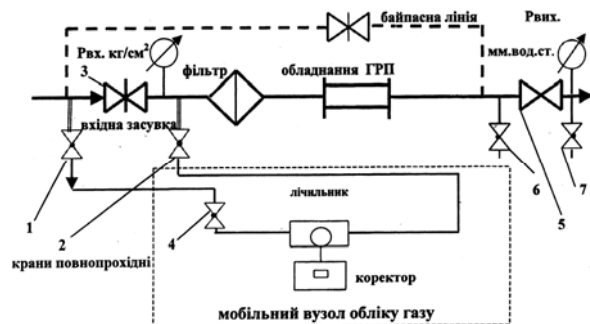 байпасна лінія
Рвих.
Рвх. кг/см²
мм.вод.ст.
3
фільтр
обладнання ГРП
вхідна засувка
1
2
4
лічильник
6
5
7
крани повнопрохідні
коректор
мобільний вузол обліку газу